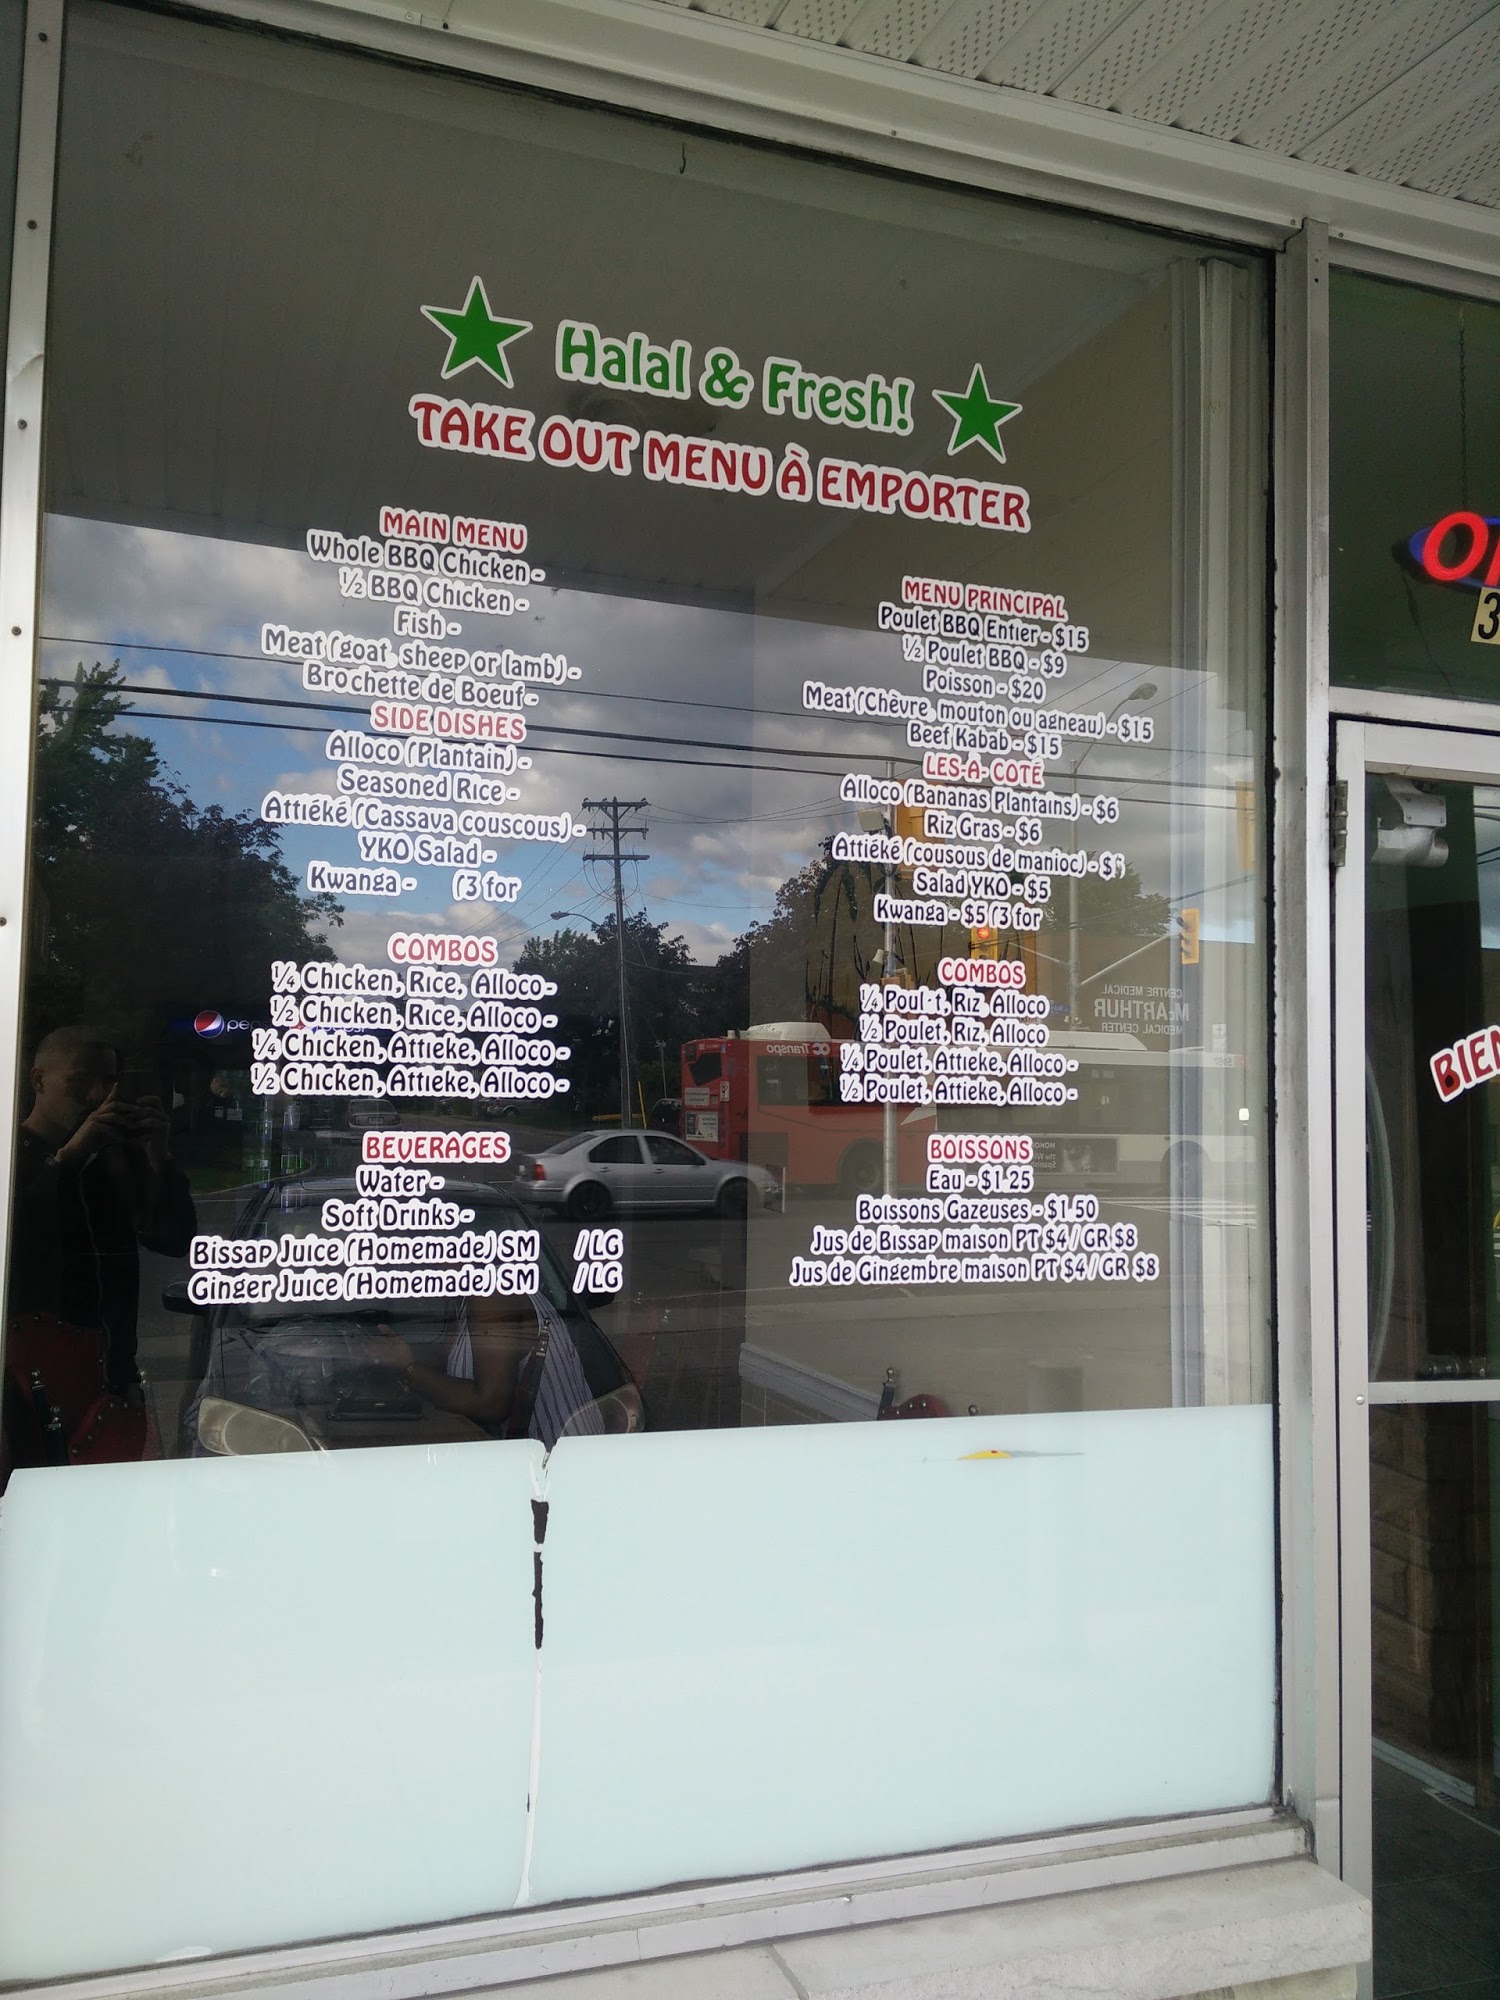 Halal & Fresh!
TAKE OUT MENU À EMPORTER
MAIN MENU
Whole BBQ Chicken -
½ BBQ Chicken -
Fish -
Meat (goat, sheep or lamb) -
Brochette de Boeuf -
SIDE DISHES
Alloco (Plantain) -
Seasoned Rice -
Attiéké (Cassava couscous) -
YKO Salad -
Kwanga - (3 for
COMBOS
¼ Chicken, Rice, Alloco -
½ Chicken, Rice, Alloco -
¼ Chicken, Attieke, Alloco -
½ Chicken, Attieke, Alloco -
BEVERAGES
Water -
Soft Drinks -
Bissap Juice (Homemade) SM /LG
Ginger Juice (Homemade) SM /LG
MENU PRINCIPAL
Poulet BBQ Entier - $15
½ Poulet BBQ - $9
Poisson - $20
Meat (Chèvre, mouton ou agneau) - $15
Beef Kabab - $15
LES-À-COTÉ
Alloco (Bananas Plantains) - $6
Riz Gras - $6
Attiéké (cousous de manioc) -
Salad YKO - $5
Kwanga - $5 (3 for
COMBOS
¼ Poulet, Riz, Alloco
½ Poulet, Riz, Alloco
¼ Poulet, Attieke, Alloco -
½ Poulet, Attieke, Alloco -
BOISSONS
Eau - $1 25
Boissons Gazeuses - $1 50
Jus de Bissap maison PT $4 / GR $8
Jus de Gingembre maison PT $4 / GR $8
OC Transpo
CENTRE MEDICAL
McARTHUR
MEDICAL CENTER
BIEN